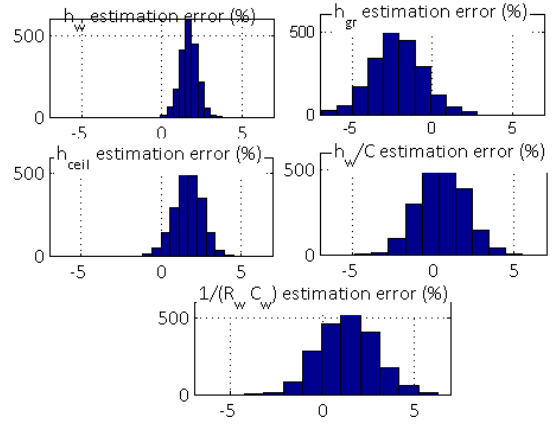 h_w estimation error (%)
500
0
-5 0 5
h_gr estimation error (%)
500
0
-5 0 5
h_ceil estimation error (%)
500
0
-5 0 5
h_w/C estimation error (%)
500
0
-5 0 5
1/(R_w C_w) estimation error (%)
500
0
-5 0 5